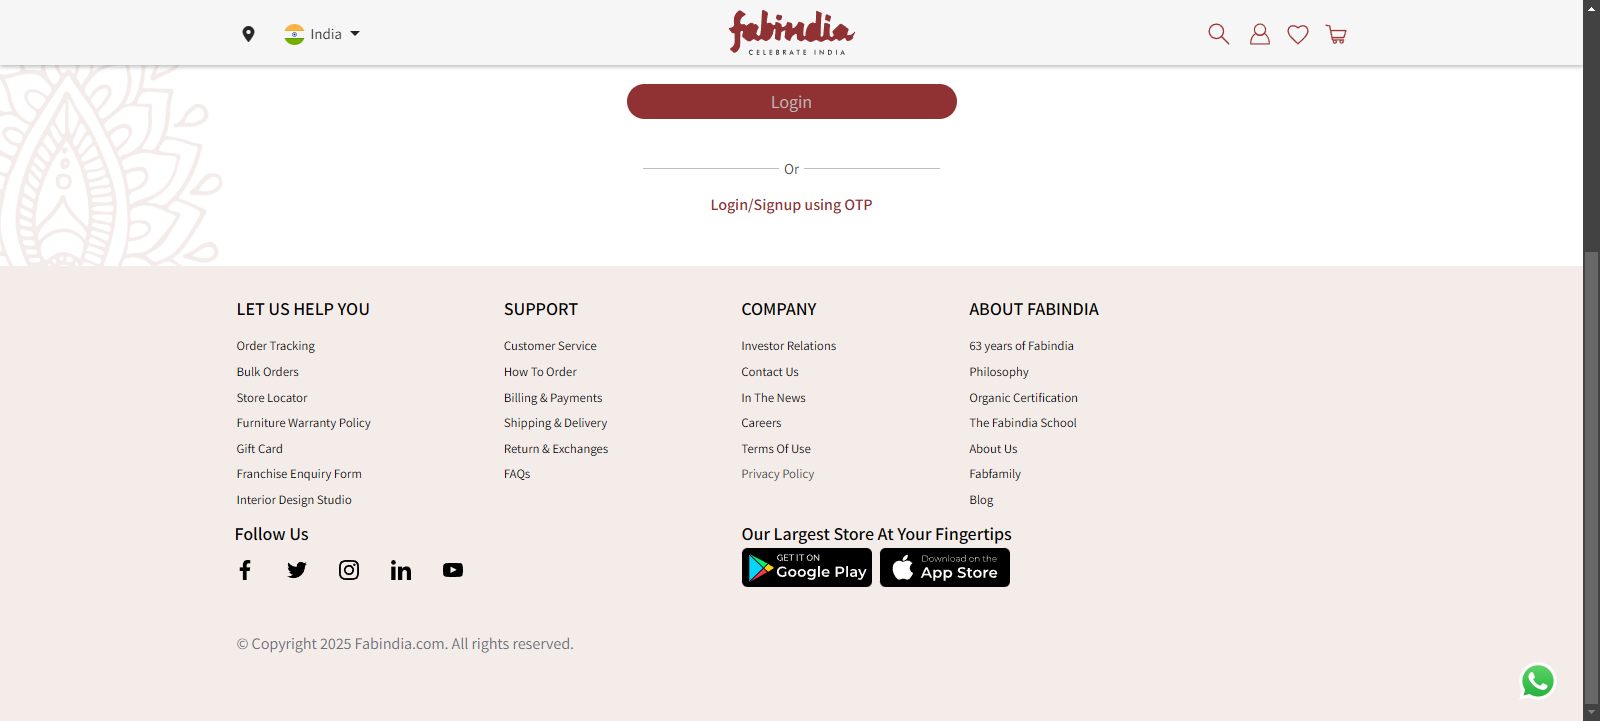 India
fabindia
CELEBRATE INDIA
Login
Or
Login/Signup using OTP
LET US HELP YOU
Order Tracking
Bulk Orders
Store Locator
Furniture Warranty Policy
Gift Card
Franchise Enquiry Form
Interior Design Studio
SUPPORT
Customer Service
How To Order
Billing & Payments
Shipping & Delivery
Return & Exchanges
FAQs
COMPANY
Investor Relations
Contact Us
In The News
Careers
Terms Of Use
Privacy Policy
ABOUT FABINDIA
63 years of Fabindia
Philosophy
Organic Certification
The Fabindia School
About Us
Fabfamily
Blog
Follow Us
Our Largest Store At Your Fingertips
GET IT ON
Google Play
Download on the
App Store
© Copyright 2025 Fabindia.com. All rights reserved.